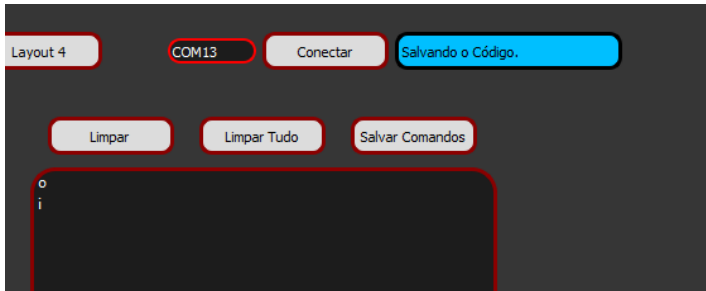 Layout 4 COM13 Conectar Salvando o Código.
Limpar Limpar Tudo Salvar Comandos
o
i